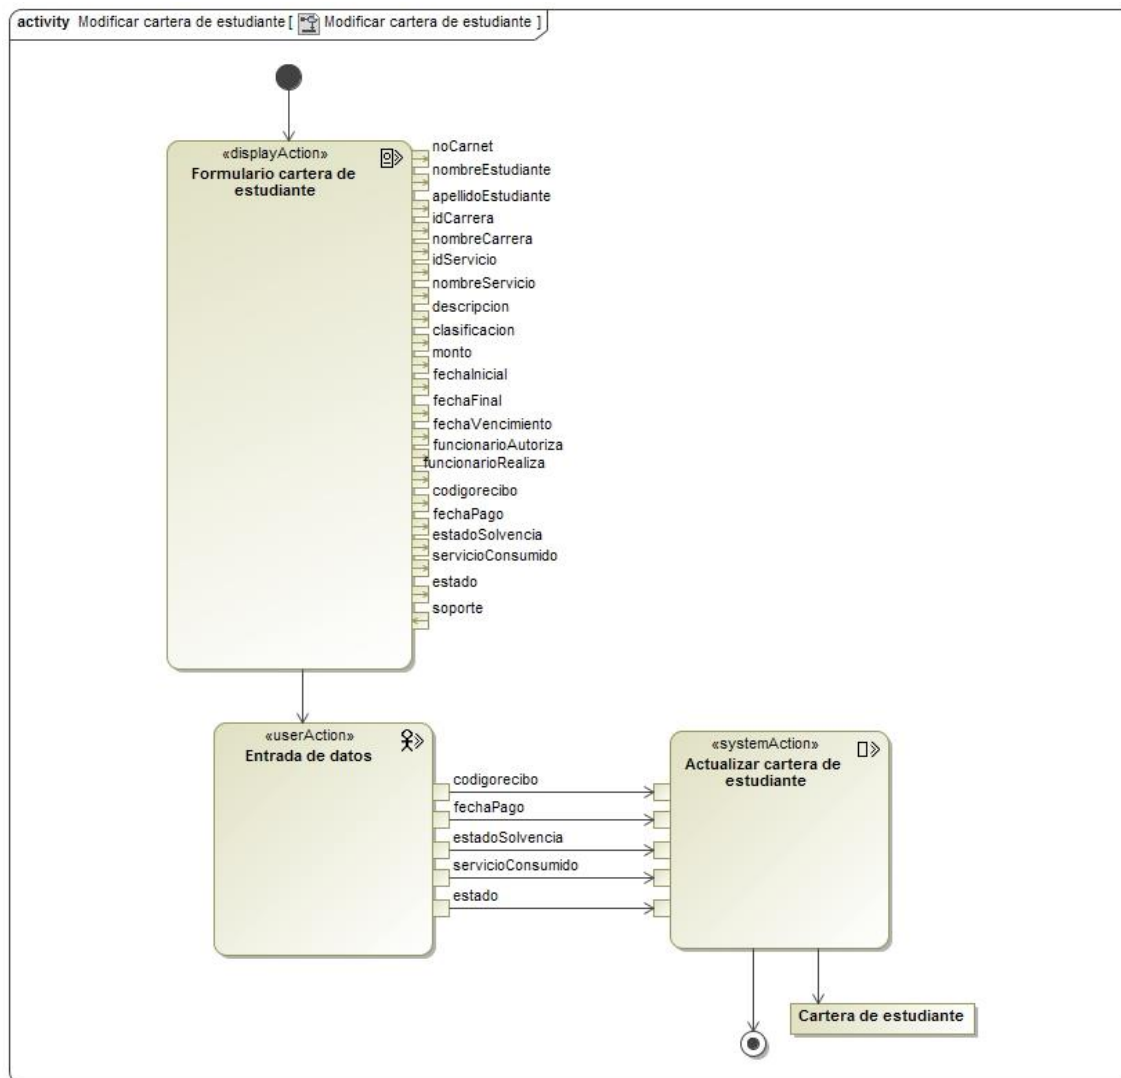 activity Modificar cartera de estudiante [ Modificar cartera de estudiante ]
«displayAction»
Formulario cartera de
estudiante
noCarnet
nombreEstudiante
apellidoEstudiante
idCarrera
nombreCarrera
idServicio
nombreServicio
descripcion
clasificacion
monto
fechaInicial
fechaFinal
fechaVencimiento
funcionarioAutoriza
funcionarioRealiza
codigorecibo
fechaPago
estadoSolvencia
servicioConsumido
estado
soporte
«userAction»
Entrada de datos
codigorecibo
fechaPago
estadoSolvencia
servicioConsumido
estado
«systemAction»
Actualizar cartera de
estudiante
Cartera de estudiante